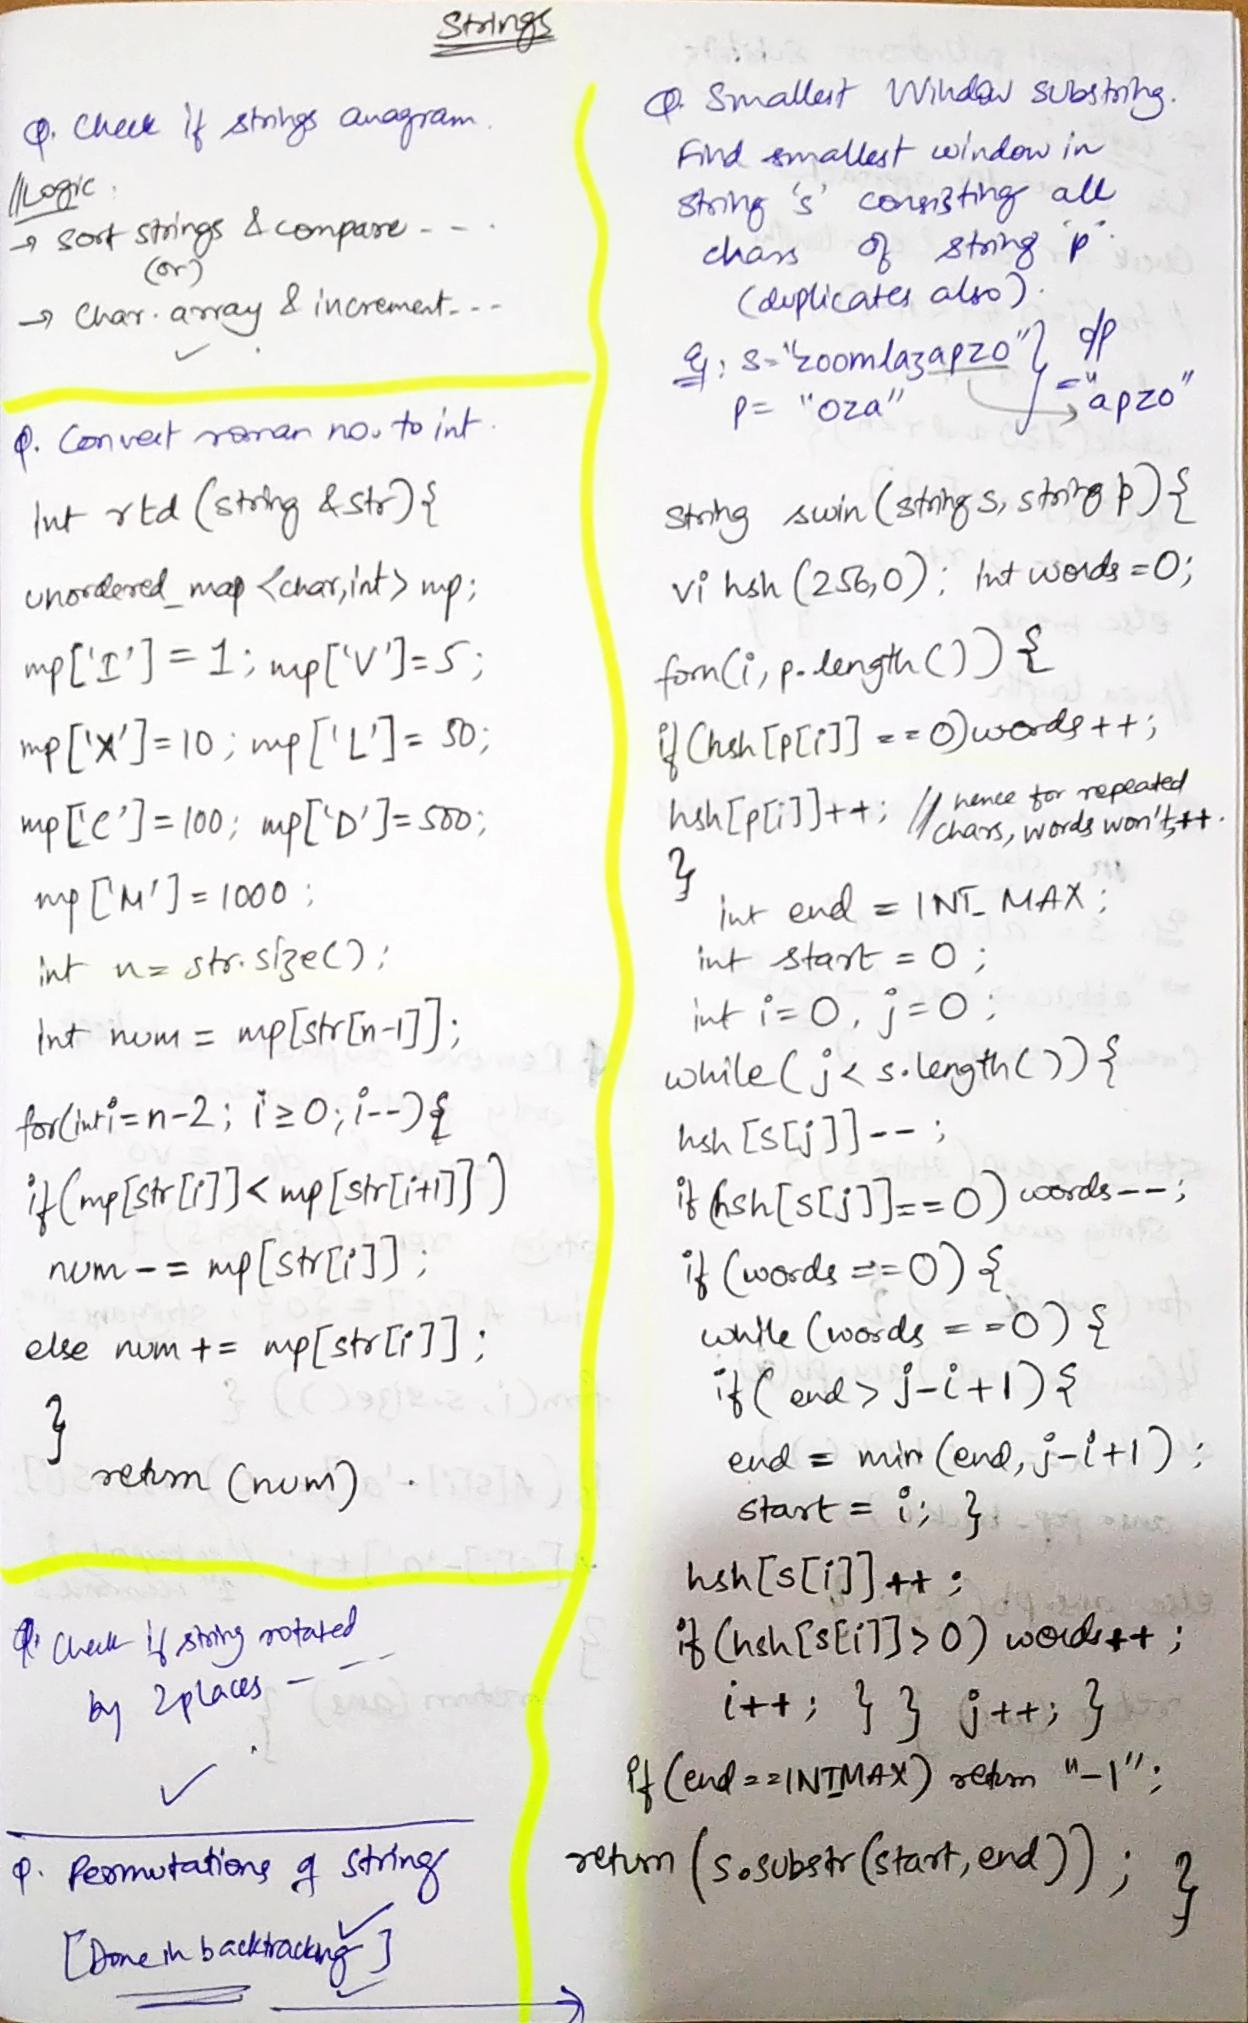 Strings
Q. Check if strings anagram.
//Logic:
→ sort strings & compare - - .
(or)
→ char. array & increment---
Q. Convert roman no. to int.
int rtd (string &str){
unordered_map <char,int> mp;
mp['I'] = 1; mp['V']=5;
mp['X']=10; mp['L']= 50;
mp['C']=100; mp['D']=500;
mp['M']=1000;
int n= str.size();
int num = mp[str[n-1]];
for(int i=n-2; i≥0; i--){
if(mp[str[i]]<mp[str[i+1]])
num -= mp[str[i]];
else num += mp[str[i]];
}
return (num).
Q. Check if string rotated
by 2places - - -
✓
Q. Permutations of string
[Done in backtracking]
Q. Smallest Window substring.
Find smallest window in
string 's' consisting all
chars of string 'p'.
(duplicates also).
Eg: s="zoomlazapzo"} o/p
p= "oza" ="apzo"
string swin (string s, string p){
vi hsh (256,0); int words=0;
forn(i, p.length()){
if(hsh[p[i]] ==0)words++;
hsh[p[i]]++; // hence for repeated
chars, words won't ++.
}
int end = INT_MAX;
int start = 0;
int i=0, j=0;
while(j< s.length()){
hsh[s[j]]--;
if(hsh[s[j]]==0) words--;
if (words ==0) {
while (words ==0) {
if( end> j-i+1){
end = min (end, j-i+1);
start = i; }
hsh[s[i]]++;
if(hsh[s[i]]>0) words++;
i++; } } j++; }
if (end==INT_MAX) return "-1";
return (s.substr(start,end)); }